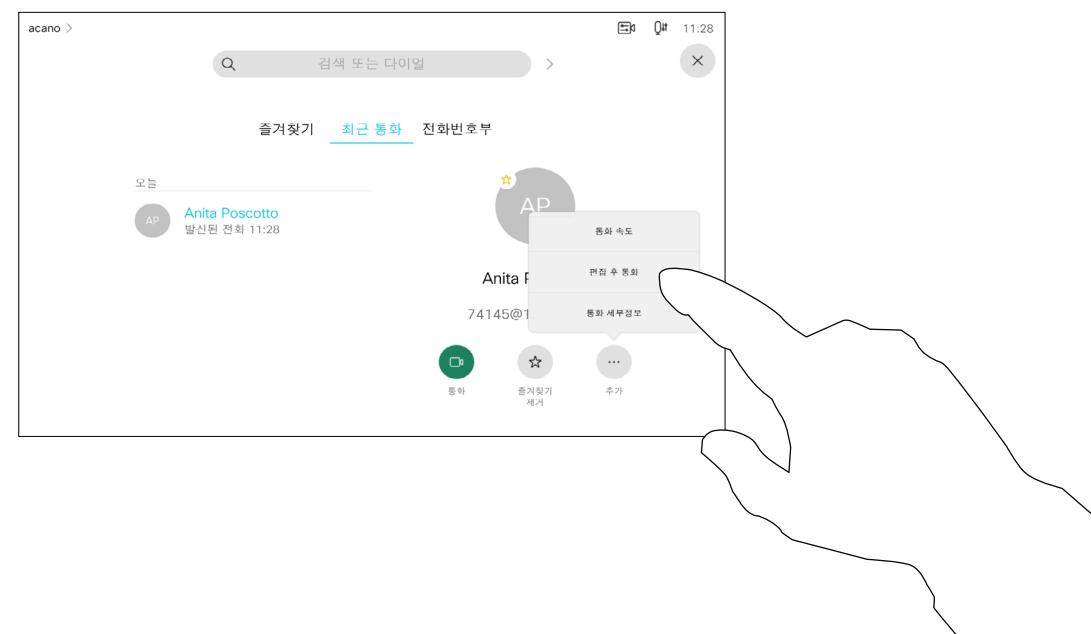 acano >
11:28
검색 또는 다이얼
즐겨찾기 최근 통화 전화번호부
오늘
AP
Anita Poscotto
발신된 전화 11:28
AP
Anita
74145@1
통화 속도
편집 후 통화
통화 세부정보
통화
즐겨찾기
제거
추가